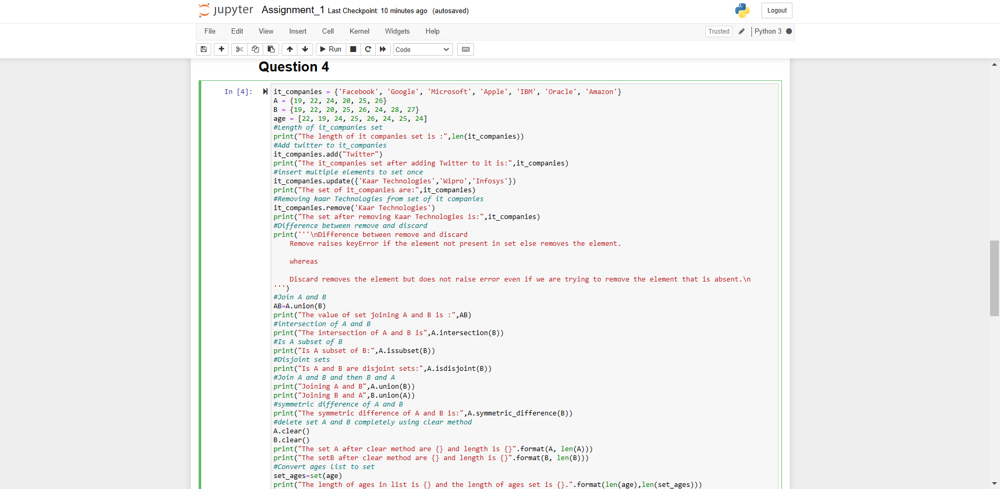 jupyter Assignment_1 Last Checkpoint: 10 minutes ago (autosaved) Logout
File Edit View Insert Cell Kernel Widgets Help Trusted Python 3
Run Code
Question 4
In [4]: it_companies = {'Facebook', 'Google', 'Microsoft', 'Apple', 'IBM', 'Oracle', 'Amazon'}
A = {19, 22, 24, 20, 25, 26}
B = {19, 22, 20, 25, 26, 24, 28, 27}
age = [22, 19, 24, 25, 26, 24, 25, 24]
#Length of it_companies set
print("The length of it companies set is :",len(it_companies))
#Add twitter to it_companies
it_companies.add("Twitter")
print("The it_companies set after adding Twitter to it is:",it_companies)
#insert multiple elements to set once
it_companies.update({'Kaar Technologies','Wipro','Infosys'})
print("The set of it_companies are:",it_companies)
#Removing kaar Technologies from set of it companies
it_companies.remove('Kaar Technologies')
print("The set after removing Kaar Technologies is:",it_companies)
#Difference between remove and discard
print('''\nDifference between remove and discard
    Remove raises keyError if the element not present in set else removes the element.
    whereas
    Discard removes the element but does not raise error even if we are trying to remove the element that is absent.\n
''')
#Join A and B
AB=A.union(B)
print("The value of set joining A and B is :",AB)
#intersection of A and B
print("The intersection of A and B is",A.intersection(B))
#Is A subset of B
print("Is A subset of B:",A.issubset(B))
#Disjoint sets
print("Is A and B are disjoint sets:",A.isdisjoint(B))
#Join A and B and then B and A
print("Joining A and B",A.union(B))
print("Joining B and A",B.union(A))
#symmetric difference of A and B
print("The symmetric difference of A and B is:",A.symmetric_difference(B))
#delete set A and B completely using clear method
A.clear()
B.clear()
print("The set A after clear method are {} and length is {}".format(A, len(A)))
print("The setB after clear method are {} and length is {}".format(B, len(B)))
#Convert ages list to set
set_ages=set(age)
print("The length of ages in list is {} and the length of ages set is {}.".format(len(age),len(set_ages)))